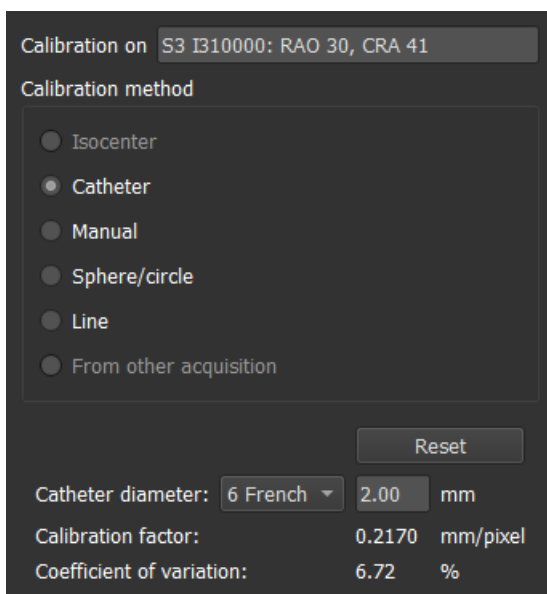 Calibration on S3 I310000: RAO 30, CRA 41
Calibration method
Isocenter
Catheter
Manual
Sphere/circle
Line
From other acquisition
Reset
Catheter diameter: 6 French 2.00 mm
Calibration factor: 0.2170 mm/pixel
Coefficient of variation: 6.72 %